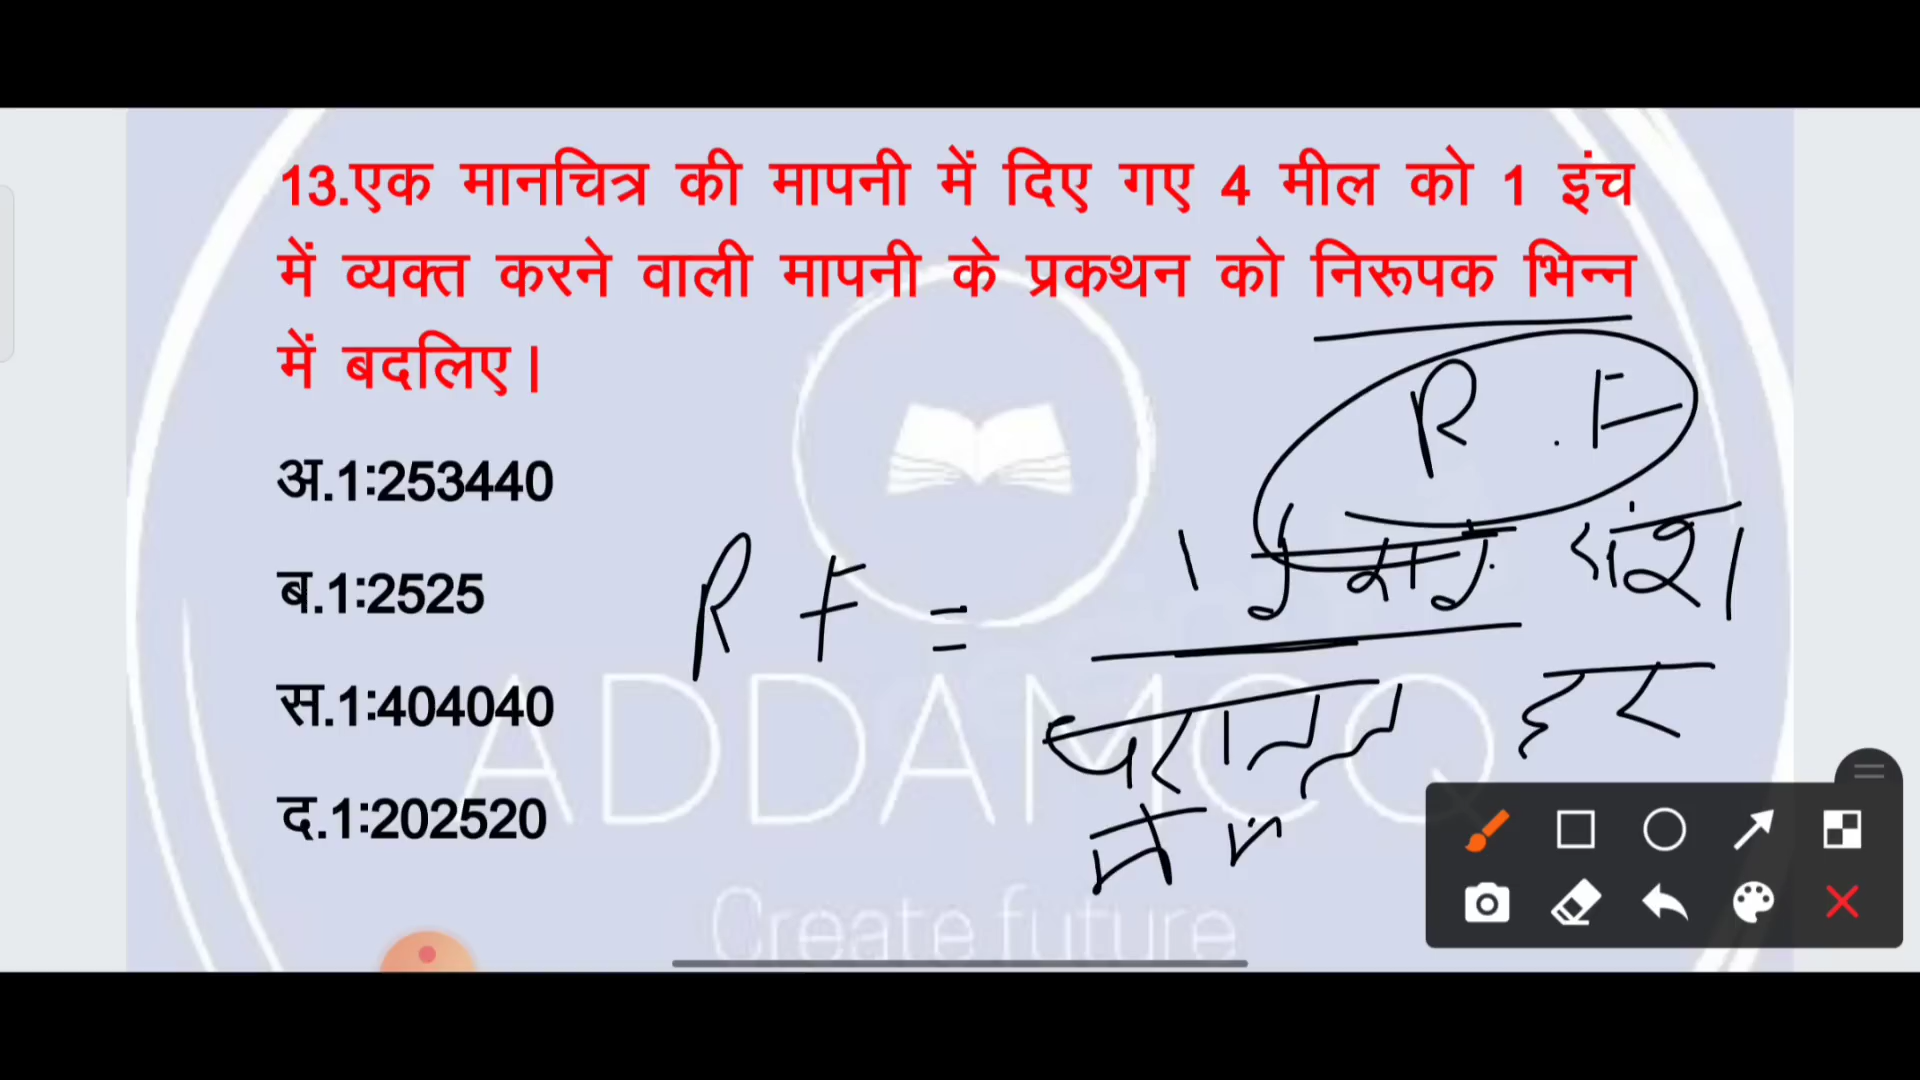 13.एक मानचित्र की मापनी में दिए गए 4 मील को 1 इंच
में व्यक्त करने वाली मापनी के प्रकथन को निरूपक भिन्न
में बदलिए।
R.F
अ.1:253440
ब.1:2525
RF =
अंश
हर
स.1:404040
द.1:202520
ADDAMCQ
Create future